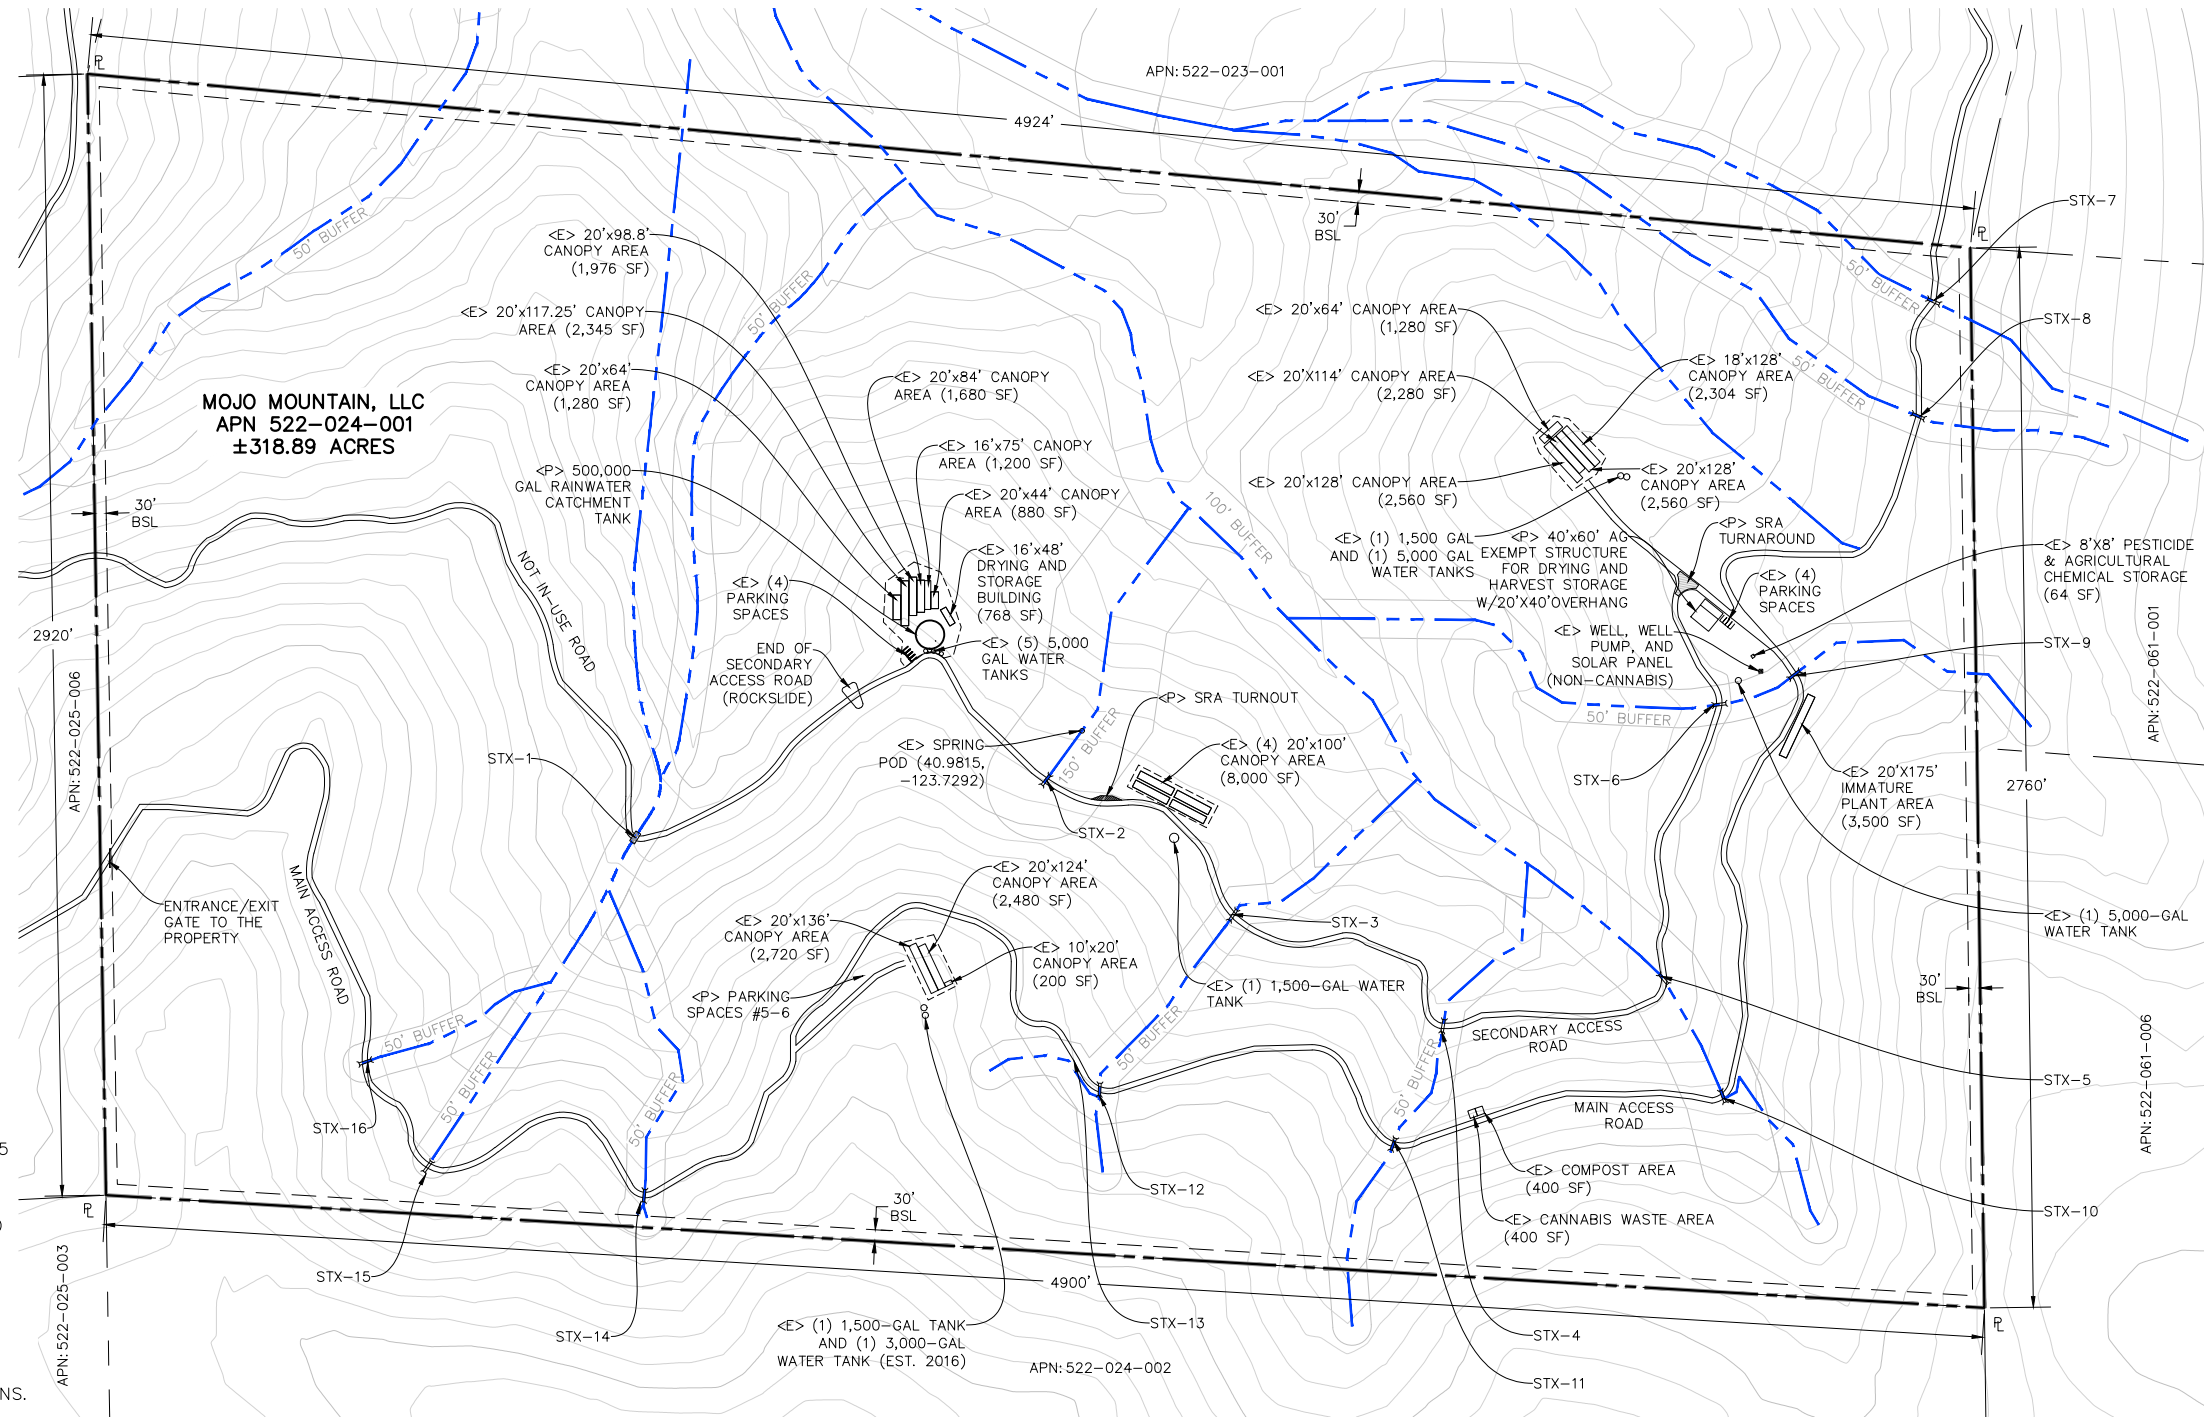 APN: 522-023-001
4924'
STX-7
30'
BSL
50' BUFFER
<E> 20'x98.8'
CANOPY AREA
(1,976 SF)
<E> 20'x117.25' CANOPY
AREA (2,345 SF)
50' BUFFER
<E> 20'x64' CANOPY AREA
(1,280 SF)
50' BUFFER
STX-8
<E> 20'x64'
CANOPY AREA
(1,280 SF)
<E> 20'x84' CANOPY
AREA (1,680 SF)
<E> 20'X114' CANOPY AREA
(2,280 SF)
<E> 18'x128'
CANOPY AREA
(2,304 SF)
50' BUFFER
MOJO MOUNTAIN, LLC
APN 522-024-001
±318.89 ACRES
<E> 16'x75' CANOPY
AREA (1,200 SF)
<P> 500,000
GAL RAINWATER
CATCHMENT
TANK
<E> 20'x44' CANOPY
AREA (880 SF)
<E> 20'x128' CANOPY AREA
(2,560 SF)
<E> 20'x128'
CANOPY AREA
(2,560 SF)
30'
BSL
100' BUFFER
<E> (1) 1,500 GAL
AND (1) 5,000 GAL
WATER TANKS
<P> 40'x60' AG
EXEMPT STRUCTURE
FOR DRYING AND
HARVEST STORAGE
W/20'X40'OVERHANG
<P> SRA
TURNAROUND
<E> 8'X8' PESTICIDE
& AGRICULTURAL
CHEMICAL STORAGE
(64 SF)
NOT IN-USE ROAD
<E> (4)
PARKING
SPACES
<E> 16'x48'
DRYING AND
STORAGE
BUILDING
(768 SF)
<E> (4)
PARKING
SPACES
2920'
END OF
SECONDARY
ACCESS ROAD
(ROCKSLIDE)
<E> (5) 5,000
GAL WATER
TANKS
<E> WELL, WELL
PUMP, AND
SOLAR PANEL
(NON-CANNABIS)
STX-9
APN: 522-061-001
APN: 522-025-006
<P> SRA TURNOUT
50' BUFFER
STX-1
<E> SPRING
POD (40.9815,
-123.7292)
150' BUFFER
<E> (4) 20'x100'
CANOPY AREA
(8,000 SF)
STX-6
<E> 20'X175'
IMMATURE
PLANT AREA
(3,500 SF)
2760'
STX-2
MAIN ACCESS ROAD
<E> 20'x124'
CANOPY AREA
(2,480 SF)
ENTRANCE/EXIT
GATE TO THE
PROPERTY
<E> 20'x136'
CANOPY AREA
(2,720 SF)
STX-3
<E> (1) 5,000-GAL
WATER TANK
<E> 10'x20'
CANOPY AREA
(200 SF)
<P> PARKING
SPACES #5-6
<E> (1) 1,500-GAL WATER
TANK
30'
BSL
50' BUFFER
50' BUFFER
SECONDARY ACCESS
ROAD
APN: 522-061-006
50' BUFFER
50' BUFFER
50' BUFFER
STX-5
MAIN ACCESS
ROAD
STX-16
5
<E> COMPOST AREA
(400 SF)
STX-12
30'
BSL
<E> CANNABIS WASTE AREA
(400 SF)
STX-10
APN: 522-025-003
STX-15
4900'
STX-14
<E> (1) 1,500-GAL TANK
AND (1) 3,000-GAL
WATER TANK (EST. 2016)
STX-13
STX-4
APN: 522-024-002
STX-11
NS.